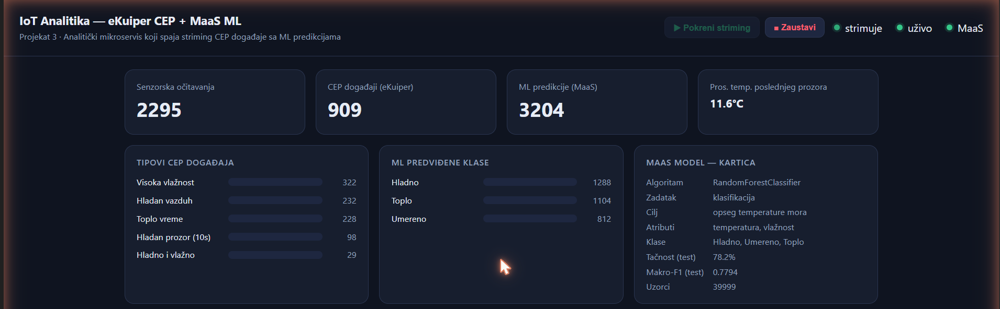 IoT Analitika — eKuiper CEP + MaaS ML
Projekat 3 · Analitički mikroservis koji spaja striming CEP događaje sa ML predikcijama
▶ Pokreni striming
■ Zaustavi
strimuje
uživo
MaaS
Senzorska očitavanja
2295
CEP događaji (eKuiper)
909
ML predikcije (MaaS)
3204
Pros. temp. poslednjeg prozora
11.6°C
TIPOVI CEP DOGAĐAJA
Visoka vlažnost 322
Hladan vazduh 232
Toplo vreme 228
Hladan prozor (10s) 98
Hladno i vlažno 29
ML PREDVIĐENE KLASE
Hladno 1288
Toplo 1104
Umereno 812
MAAS MODEL — KARTICA
Algoritam RandomForestClassifier
Zadatak klasifikacija
Cilj opseg temperature mora
Atributi temperatura, vlažnost
Klase Hladno, Umereno, Toplo
Tačnost (test) 78.2%
Makro-F1 (test) 0.7794
Uzorci 39999